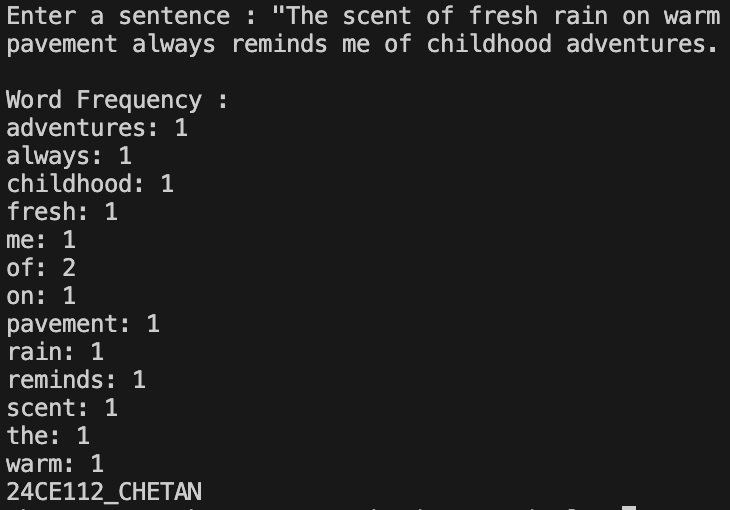 Enter a sentence : "The scent of fresh rain on warm
pavement always reminds me of childhood adventures.

Word Frequency :
adventures: 1
always: 1
childhood: 1
fresh: 1
me: 1
of: 2
on: 1
pavement: 1
rain: 1
reminds: 1
scent: 1
the: 1
warm: 1
24CE112_CHETAN